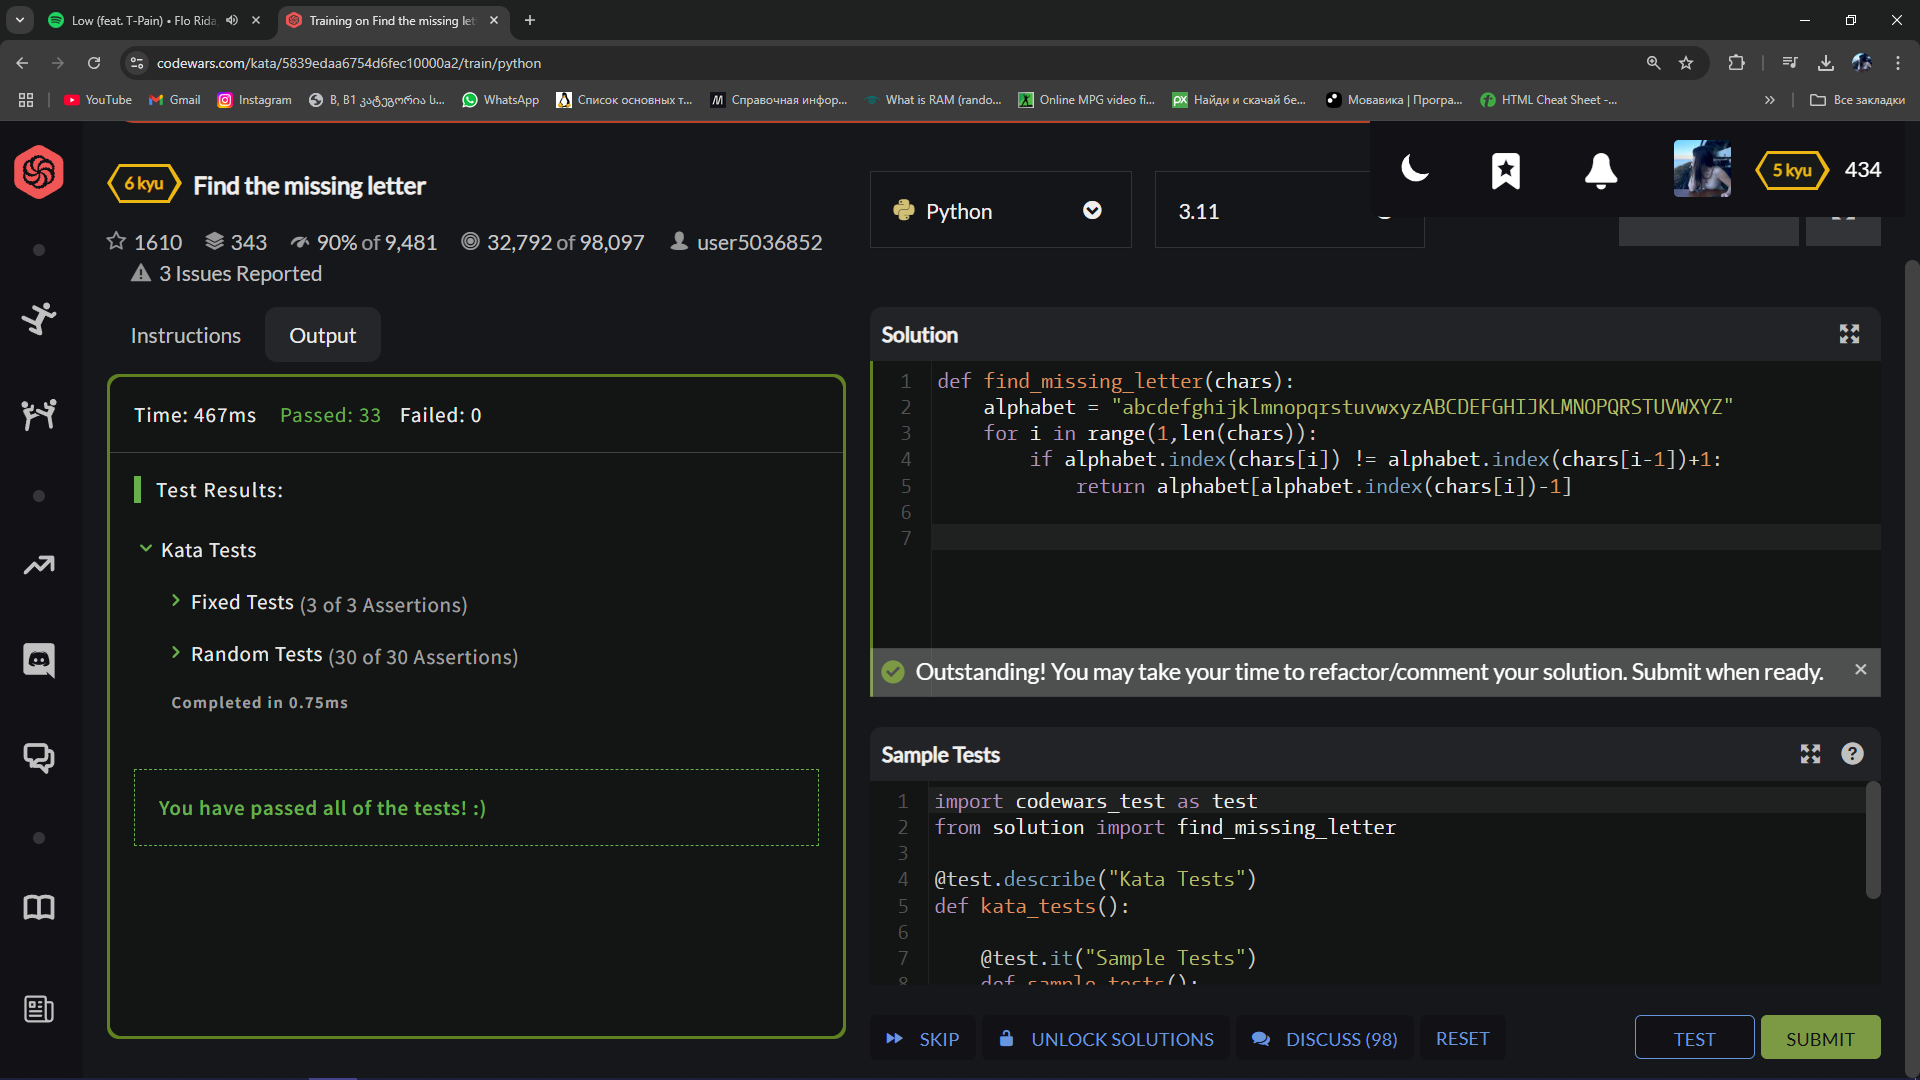 Low (feat. T-Pain) • Flo Rida
Training on Find the missing let
codewars.com/kata/5839edaa6754d6fec10000a2/train/python
YouTube
Gmail
Instagram
B, B1 კატეგორია ს...
WhatsApp
Список основных т...
Справочная инфор...
What is RAM (rando...
Online MPG video fi...
Найди и скачай бе...
Мовавика | Програ...
HTML Cheat Sheet -...
Все закладки
6 kyu
Find the missing letter
1610
343
90% of 9,481
32,792 of 98,097
user5036852
3 Issues Reported
Python
3.11
5 kyu
434
Instructions
Output
Time: 467ms
Passed: 33
Failed: 0
Test Results:
Kata Tests
Fixed Tests (3 of 3 Assertions)
Random Tests (30 of 30 Assertions)
Completed in 0.75ms
You have passed all of the tests! :)
Solution
1 def find_missing_letter(chars):
2     alphabet = "abcdefghijklmnopqrstuvwxyzABCDEFGHIJKLMNOPQRSTUVWXYZ"
3     for i in range(1,len(chars)):
4         if alphabet.index(chars[i]) != alphabet.index(chars[i-1])+1:
5             return alphabet[alphabet.index(chars[i])-1]
6
7
Outstanding! You may take your time to refactor/comment your solution. Submit when ready.
Sample Tests
1 import codewars_test as test
2 from solution import find_missing_letter
3
4 @test.describe("Kata Tests")
5 def kata_tests():
6
7     @test.it("Sample Tests")
8     def sample_tests():
SKIP
UNLOCK SOLUTIONS
DISCUSS (98)
RESET
TEST
SUBMIT